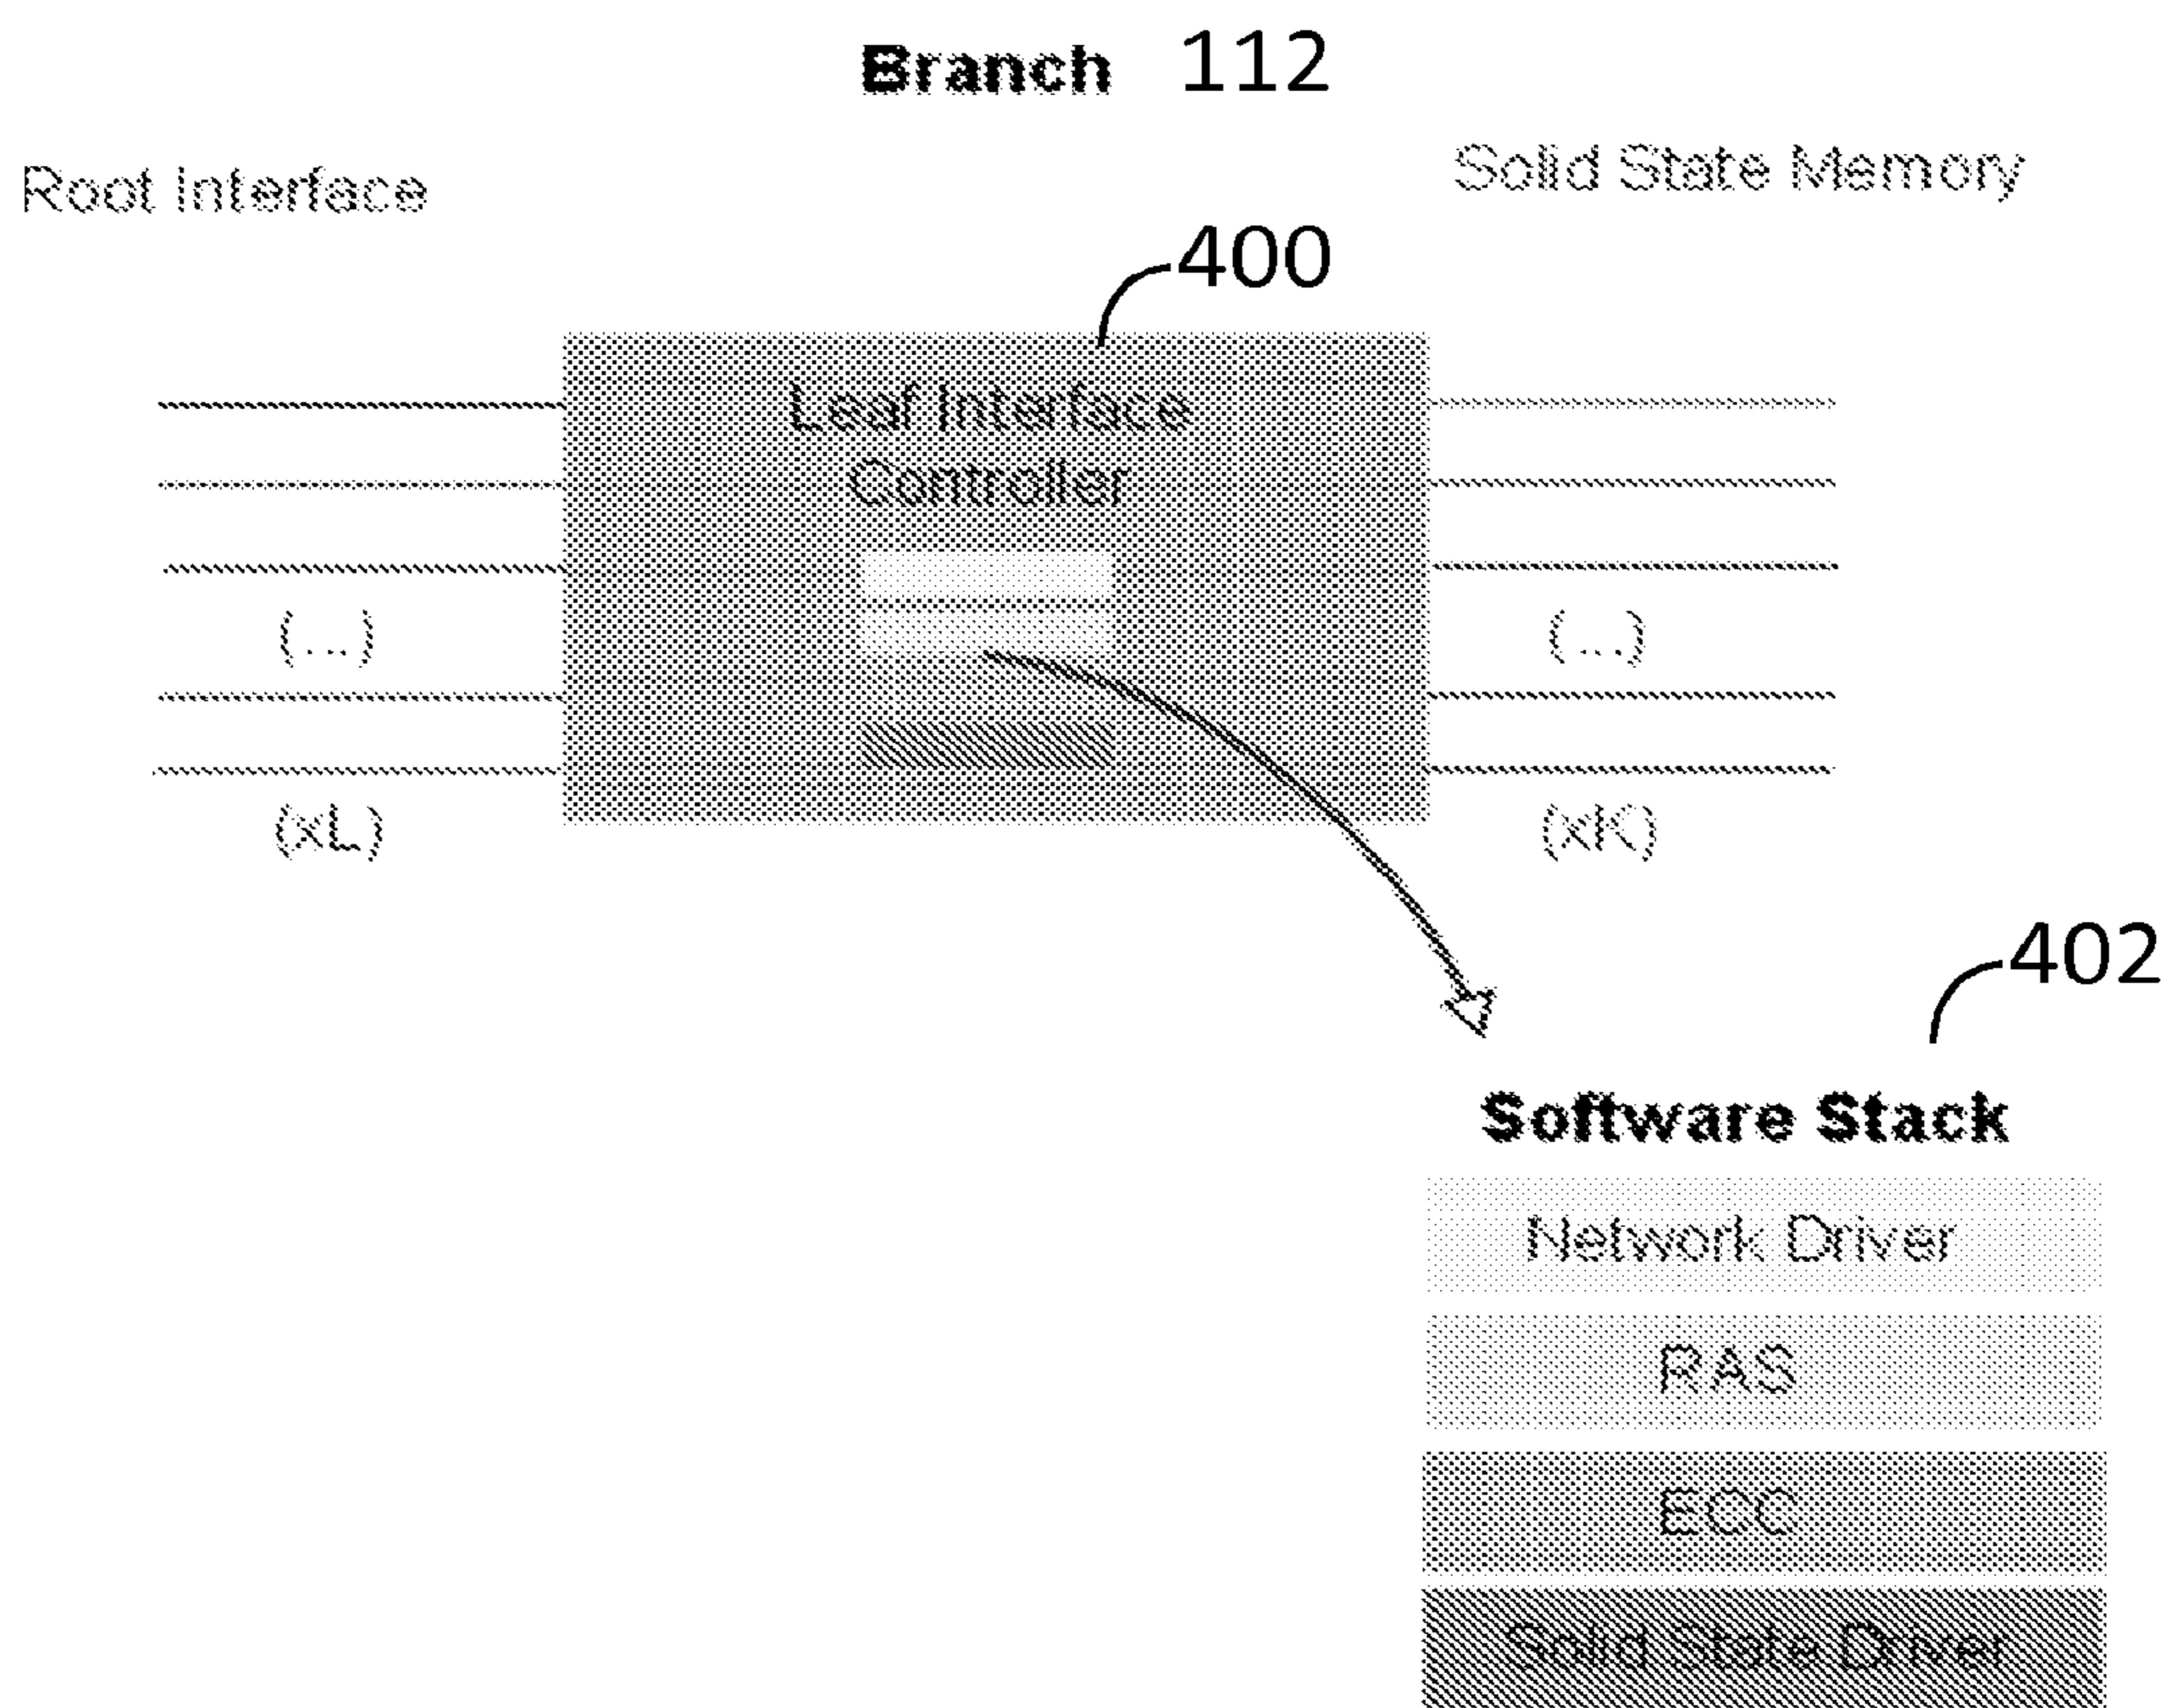 Branch 112
Root Interface
Solid State Memory
400
Leaf Interface
Controller
(...)
(...)
(xL)
(xK)
402
Software Stack
Network Driver
RAS
ECC
Solid State Driver